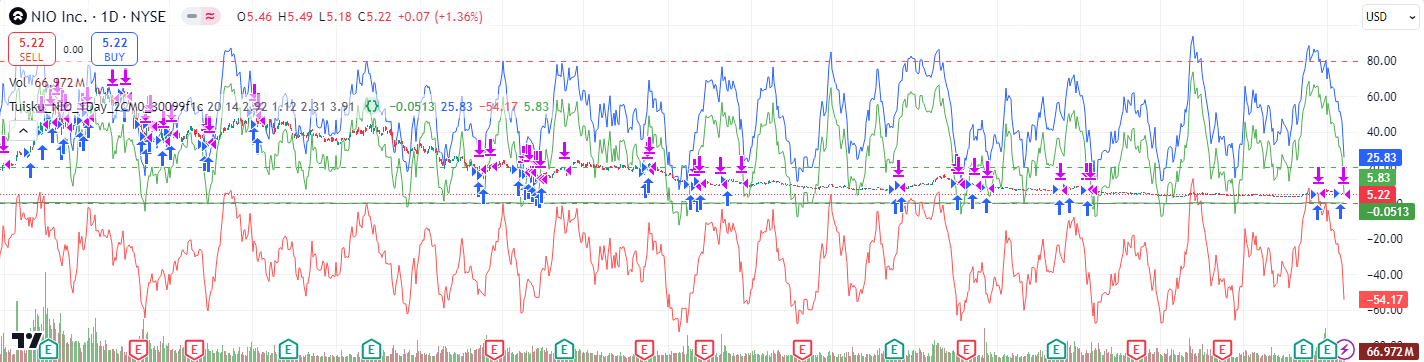 NIO Inc. · 1D · NYSE O5.46 H5.49 L5.18 C5.22 +0.07 (+1.36%)
USD
5.22 SELL
0.00
5.22 BUY
Vol 66.972 M
Tuisku_NIO_1Day_2CM0_30099f1c 20 14 2.92 1.12 2.31 3.91 {} −0.0513 25.83 −54.17 5.83
80.00
60.00
40.00
25.83
5.83
5.22
−0.0513
−20.00
−40.00
−54.17
−60.00
66.972 M
E E E E E E E E E E E E E E E E